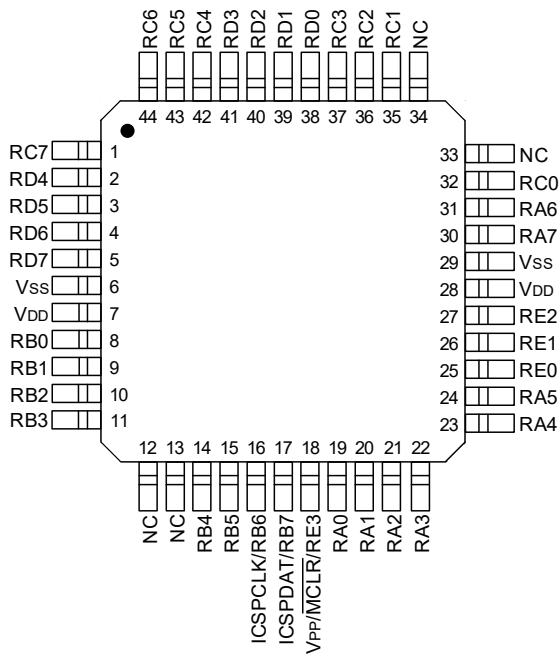 RC6
RC5
RC4
RD3
RD2
RD1
RD0
RC3
RC2
RC1
NC
44
43
42
41
40
39
38
37
36
35
34
RC7 1
RD4 2
RD5 3
RD6 4
RD7 5
VSS 6
VDD 7
RB0 8
RB1 9
RB2 10
RB3 11
33 NC
32 RC0
31 RA6
30 RA7
29 VSS
28 VDD
27 RE2
26 RE1
25 RE0
24 RA5
23 RA4
12
13
14
15
16
17
18
19
20
21
22
NC
NC
RB4
RB5
ICSPCLK/RB6
ICSPDAT/RB7
VPP/MCLR/RE3
RA0
RA1
RA2
RA3